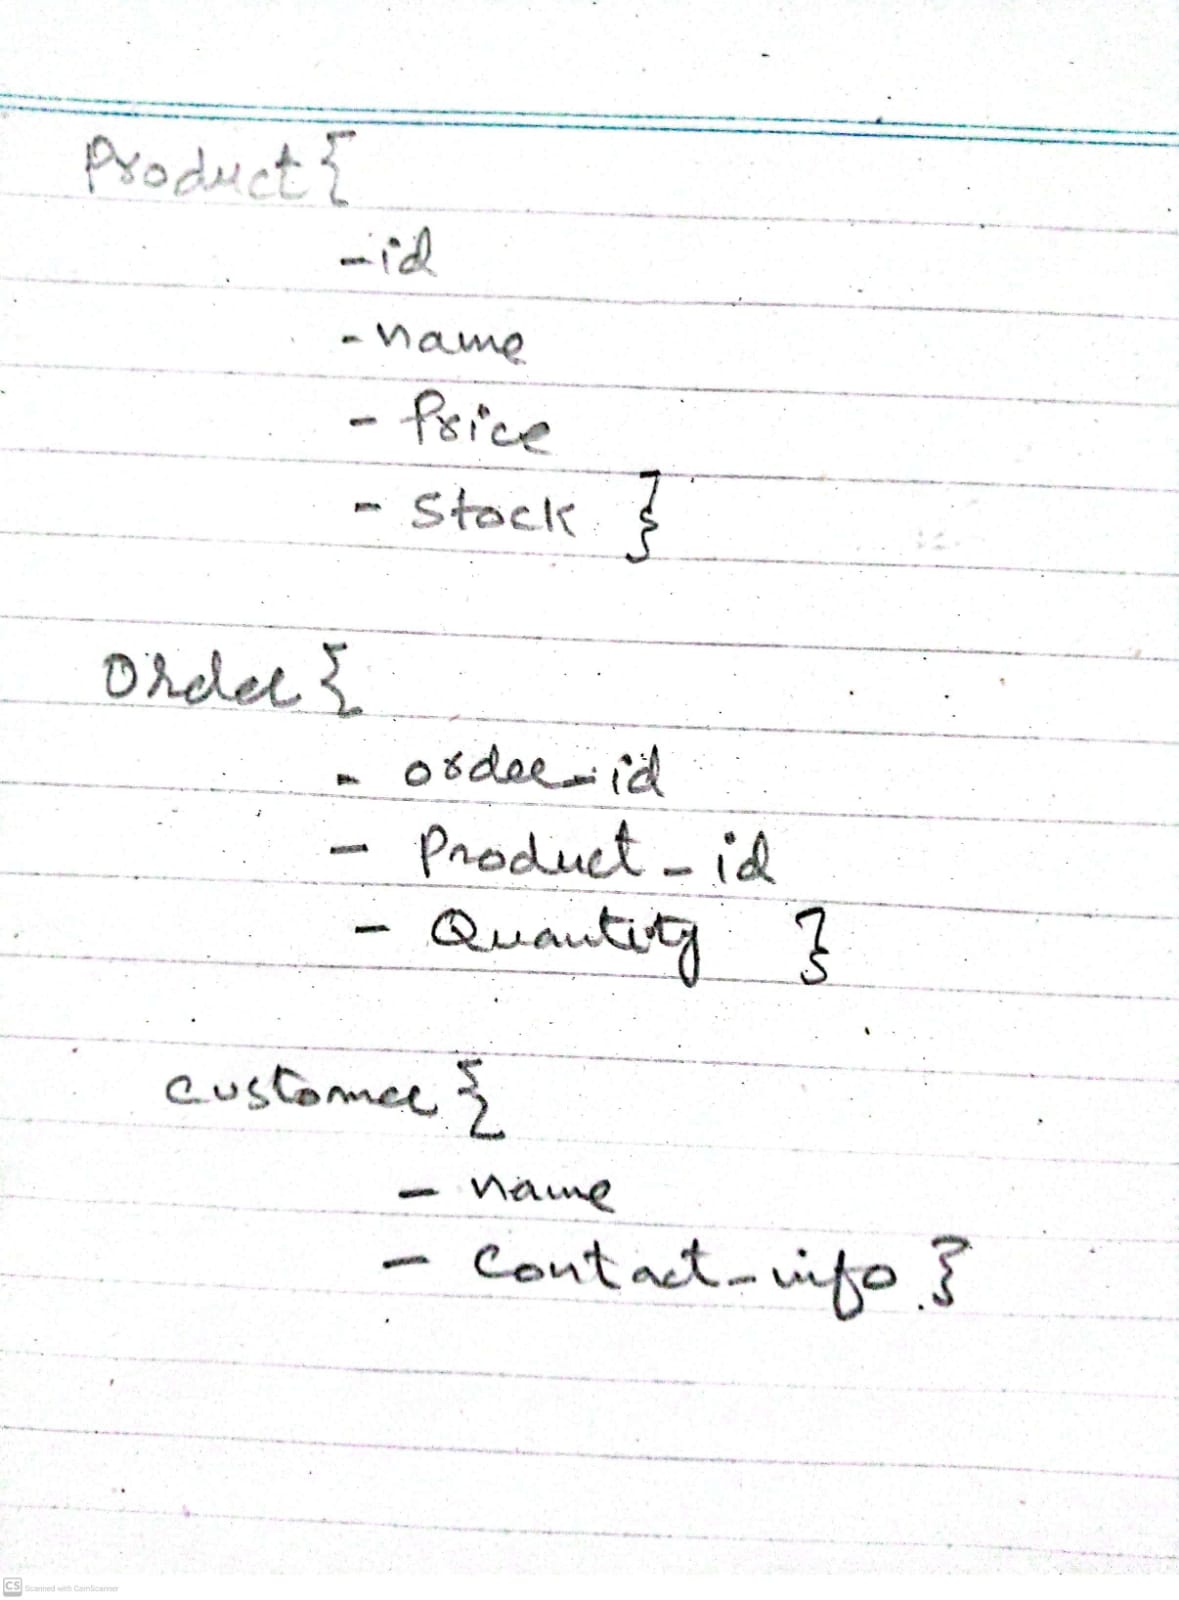 Product {
- id
- name
- Price
- Stock }
Order {
- order_id
- Product_id
- Quantity }
customer {
- name
- Contact_info }
CS Scanned with CamScanner